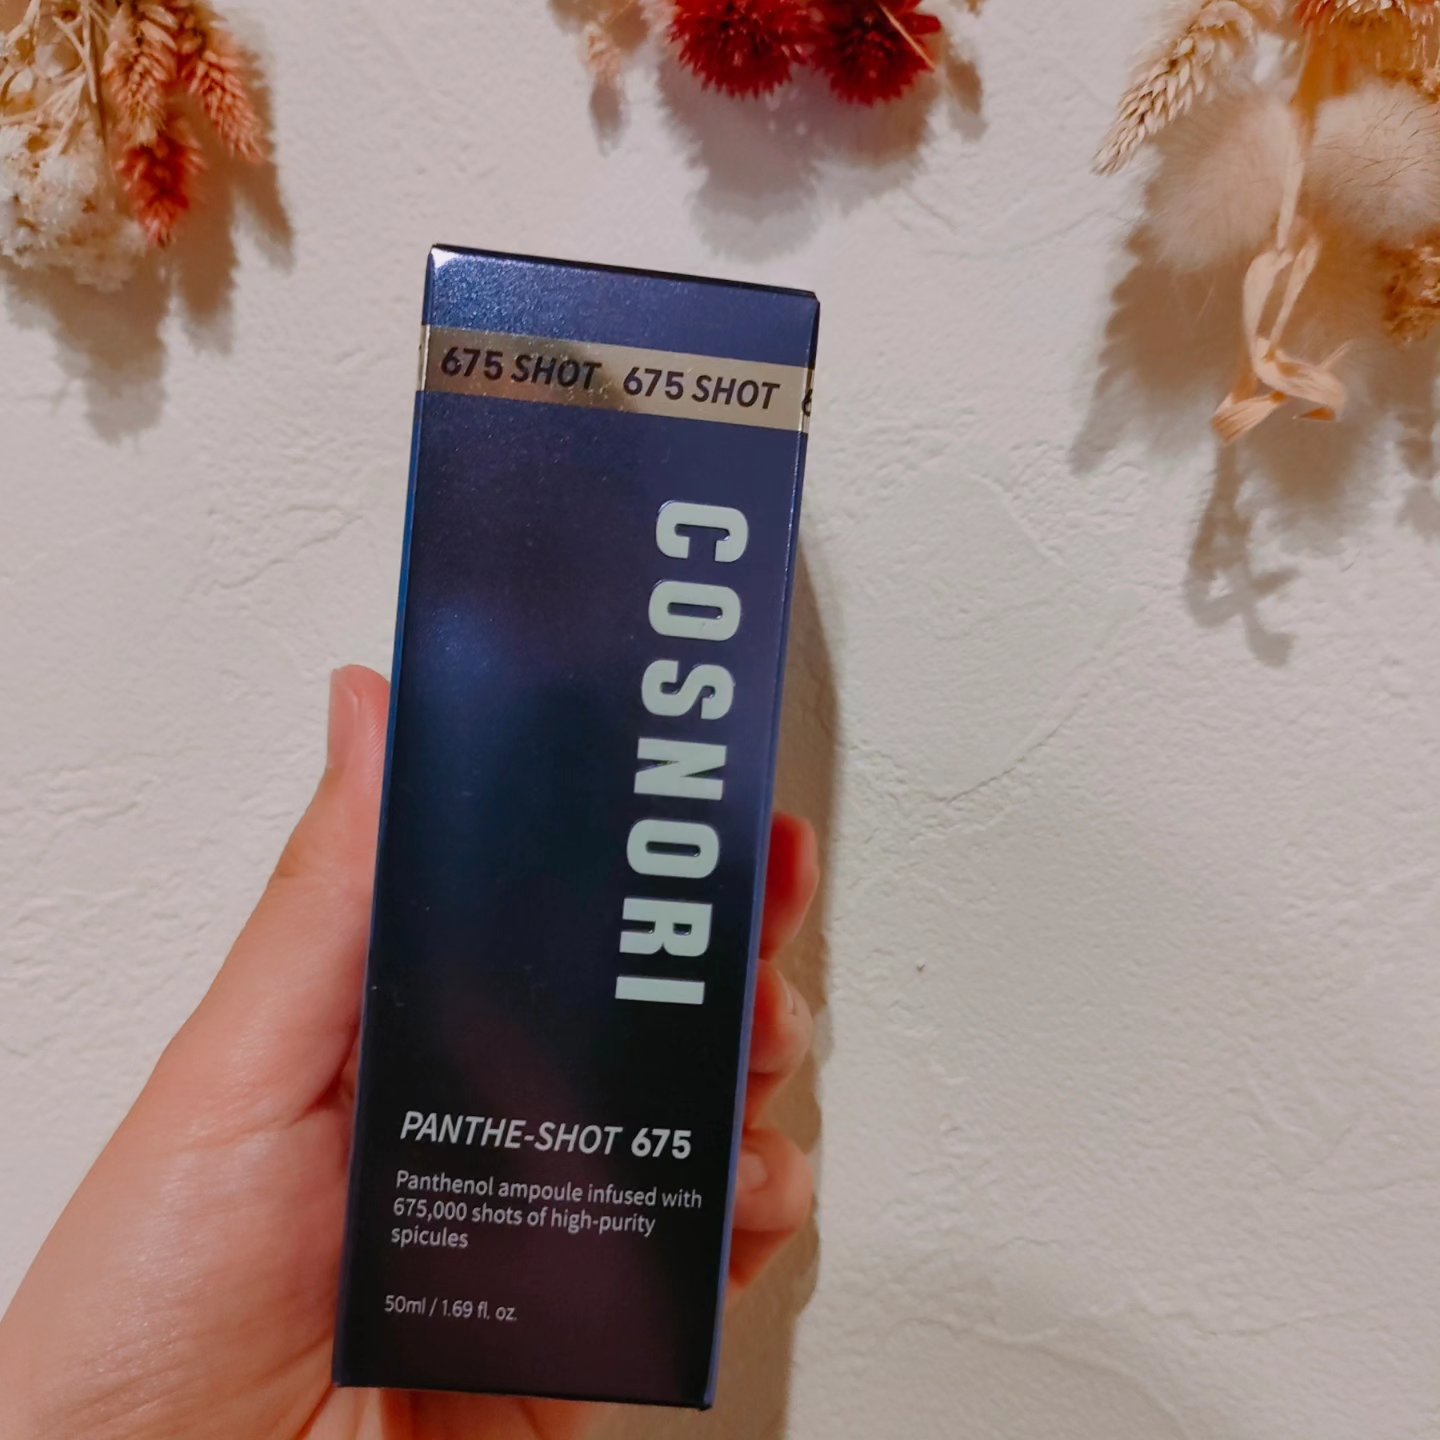 675 SHOT 675 SHOT
COSNORI
PANTHE-SHOT 675
Panthenol ampoule infused with
675,000 shots of high-purity
spicules
50ml / 1.69 fl. oz.